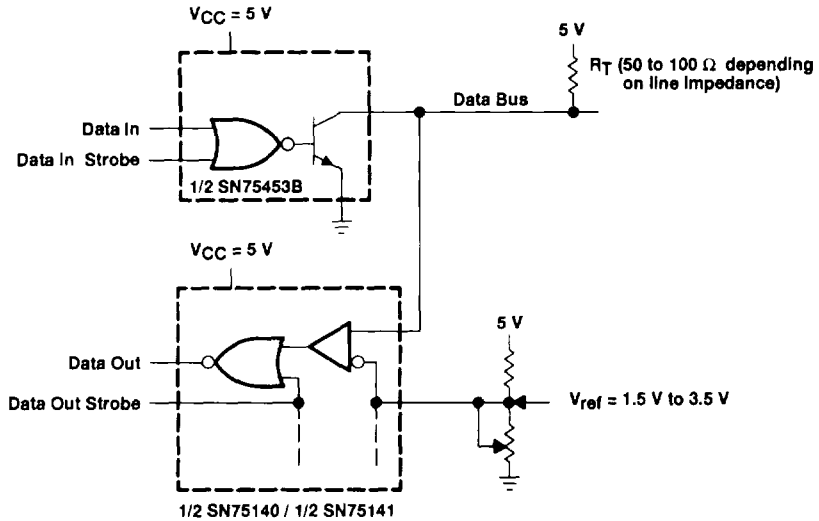 VCC = 5 V
5 V
RT (50 to 100 Ω depending
on line Impedance)
Data Bus
Data In
Data In Strobe
1/2 SN75453B
VCC = 5 V
5 V
Data Out
Data Out Strobe
Vref = 1.5 V to 3.5 V
1/2 SN75140 / 1/2 SN75141